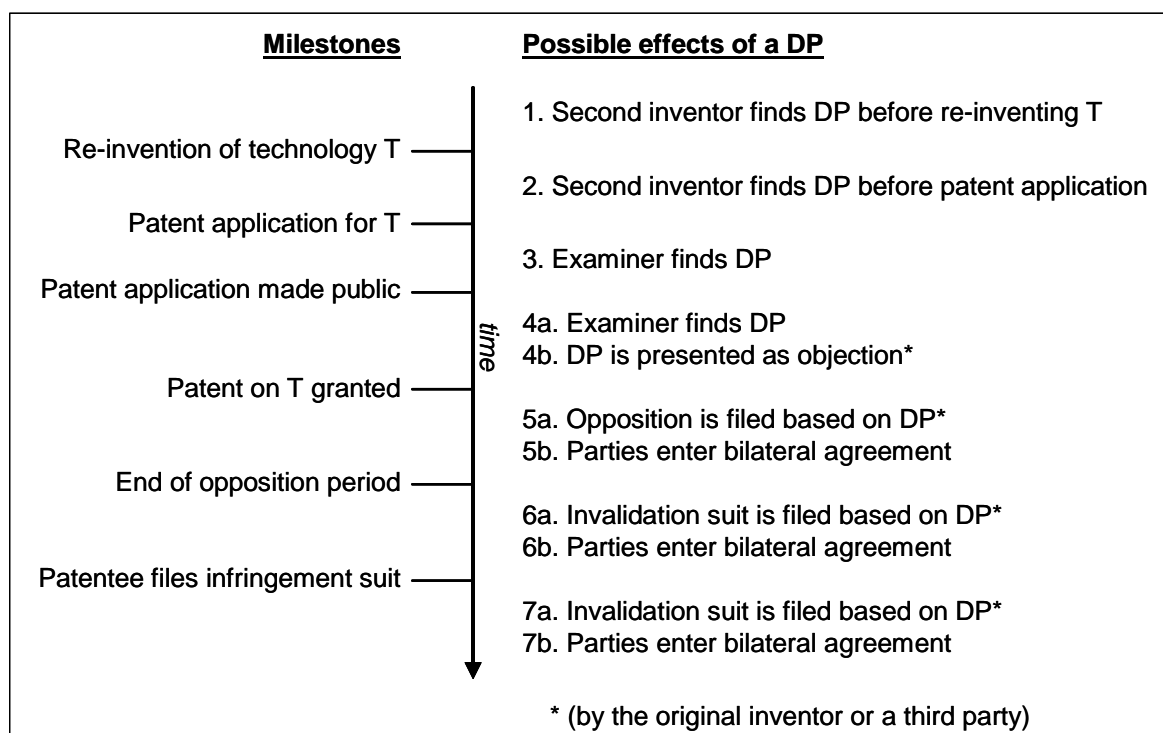 Milestones
Possible effects of a DP
1. Second inventor finds DP before re-inventing T
Re-invention of technology T
2. Second inventor finds DP before patent application
Patent application for T
3. Examiner finds DP
Patent application made public
4a. Examiner finds DP
time
4b. DP is presented as objection*
Patent on T granted
5a. Opposition is filed based on DP*
5b. Parties enter bilateral agreement
End of opposition period
6a. Invalidation suit is filed based on DP*
6b. Parties enter bilateral agreement
Patentee files infringement suit
7a. Invalidation suit is filed based on DP*
7b. Parties enter bilateral agreement
* (by the original inventor or a third party)